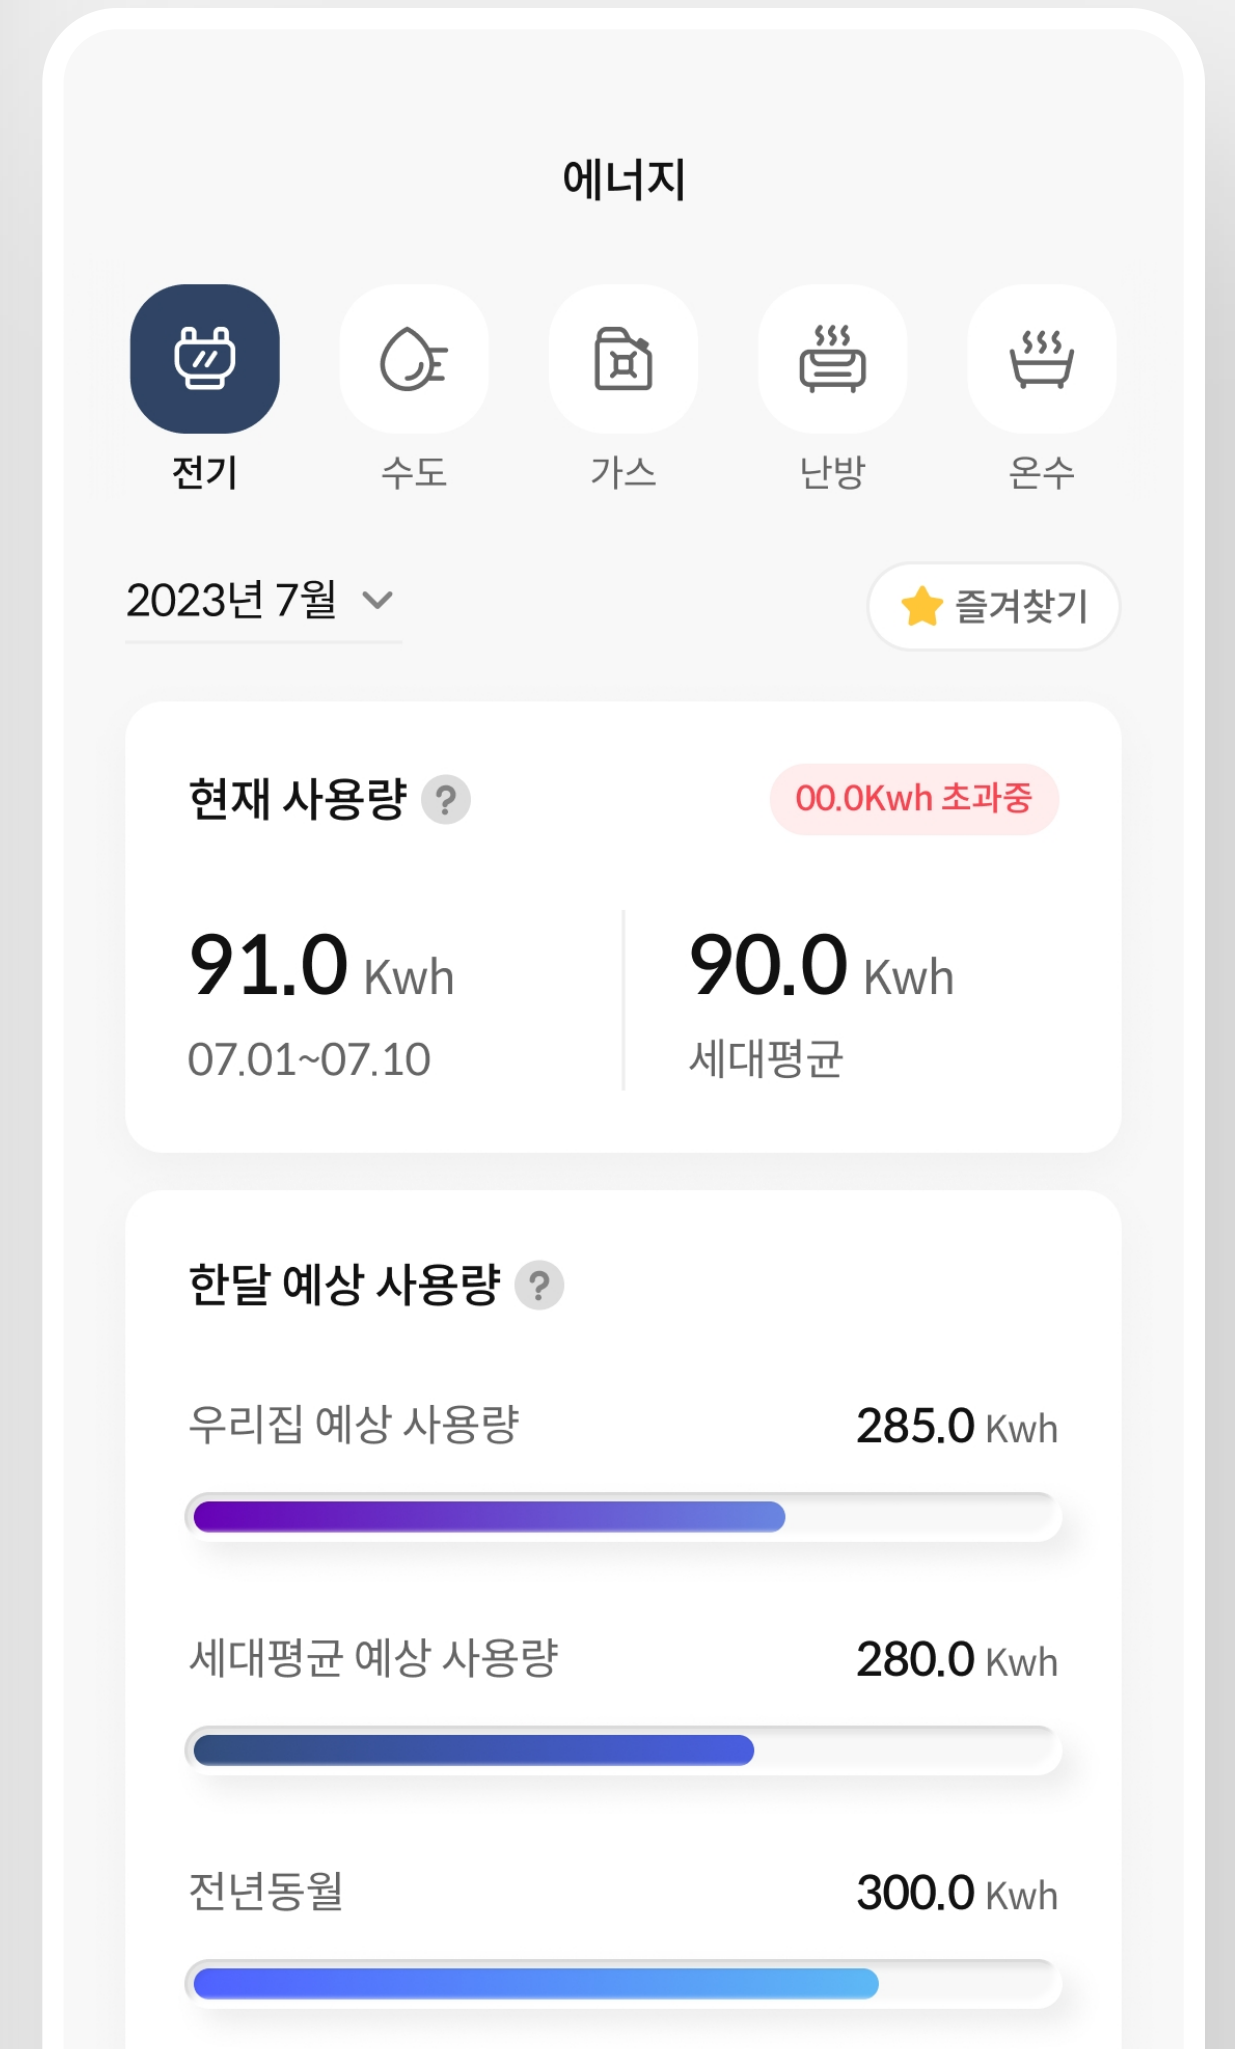 에너지
전기
수도
가스
난방
온수
2023년 7월
즐겨찾기
현재 사용량 ?
00.0Kwh 초과중
91.0 Kwh
07.01~07.10
90.0 Kwh
세대평균
한달 예상 사용량 ?
우리집 예상 사용량
285.0 Kwh
세대평균 예상 사용량
280.0 Kwh
전년동월
300.0 Kwh